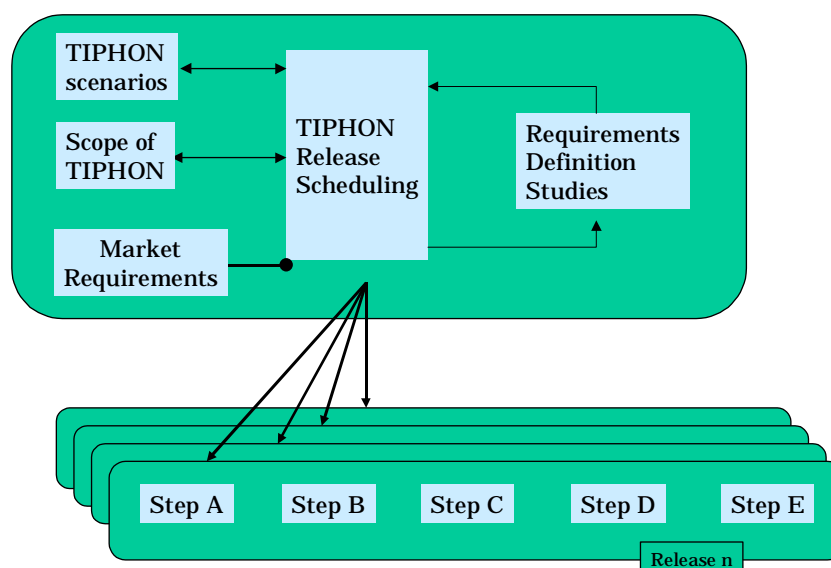 TIPHON
scenarios
Scope of
TIPHON
Market
Requirements
TIPHON
Release
Scheduling
Requirements
Definition
Studies
Step A
Step B
Step C
Step D
Step E
Release n